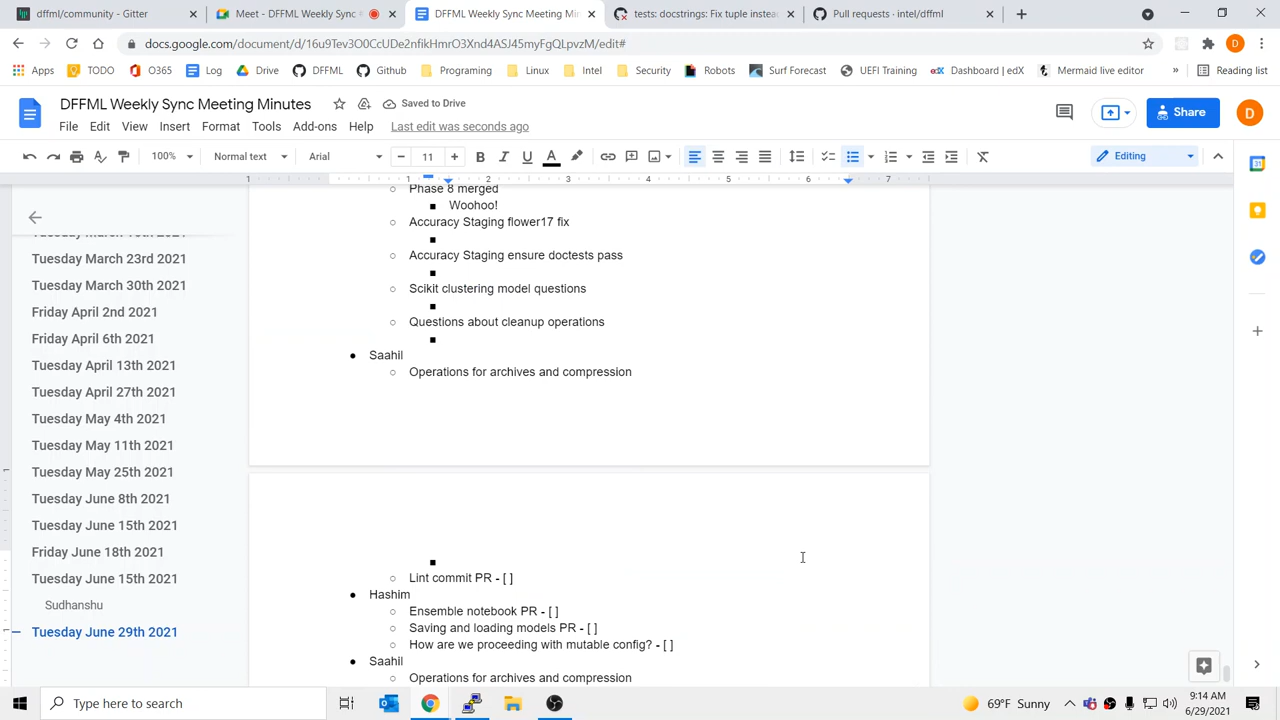 dffml/community - Gitter
Meet - DFFML Weekly Sync
DFFML Weekly Sync Meeting Min
tests: docstrings: Fix tuple instea
Pull requests · intel/dffml
docs.google.com/document/d/16u9Tev3O0CcUDe2nfikHmrO3Xnd4ASJ45myFgQLpvzM/edit#
Apps
TODO
O365
Log
Drive
DFFML
Github
Programing
Linux
Intel
Security
Robots
Surf Forecast
UEFI Training
Dashboard | edX
Mermaid live editor
»
Reading list
DFFML Weekly Sync Meeting Minutes
Saved to Drive
File Edit View Insert Format Tools Add-ons Help Last edit was seconds ago
Share
D
100% Normal text Arial 11 Editing
1 1 2 3 4 5 6 7
Tuesday March 16th 2021
Tuesday March 23rd 2021
Tuesday March 30th 2021
Friday April 2nd 2021
Friday April 6th 2021
Tuesday April 13th 2021
Tuesday April 27th 2021
Tuesday May 4th 2021
Tuesday May 11th 2021
Tuesday May 25th 2021
Tuesday June 8th 2021
Tuesday June 15th 2021
Friday June 18th 2021
Tuesday June 15th 2021
Sudhanshu
Tuesday June 29th 2021
Phase 8 merged
Woohoo!
Accuracy Staging flower17 fix
Accuracy Staging ensure doctests pass
Scikit clustering model questions
Questions about cleanup operations
Saahil
Operations for archives and compression
Lint commit PR - [ ]
Hashim
Ensemble notebook PR - [ ]
Saving and loading models PR - [ ]
How are we proceeding with mutable config? - [ ]
Saahil
Operations for archives and compression
Type here to search
69°F Sunny
9:14 AM
6/29/2021